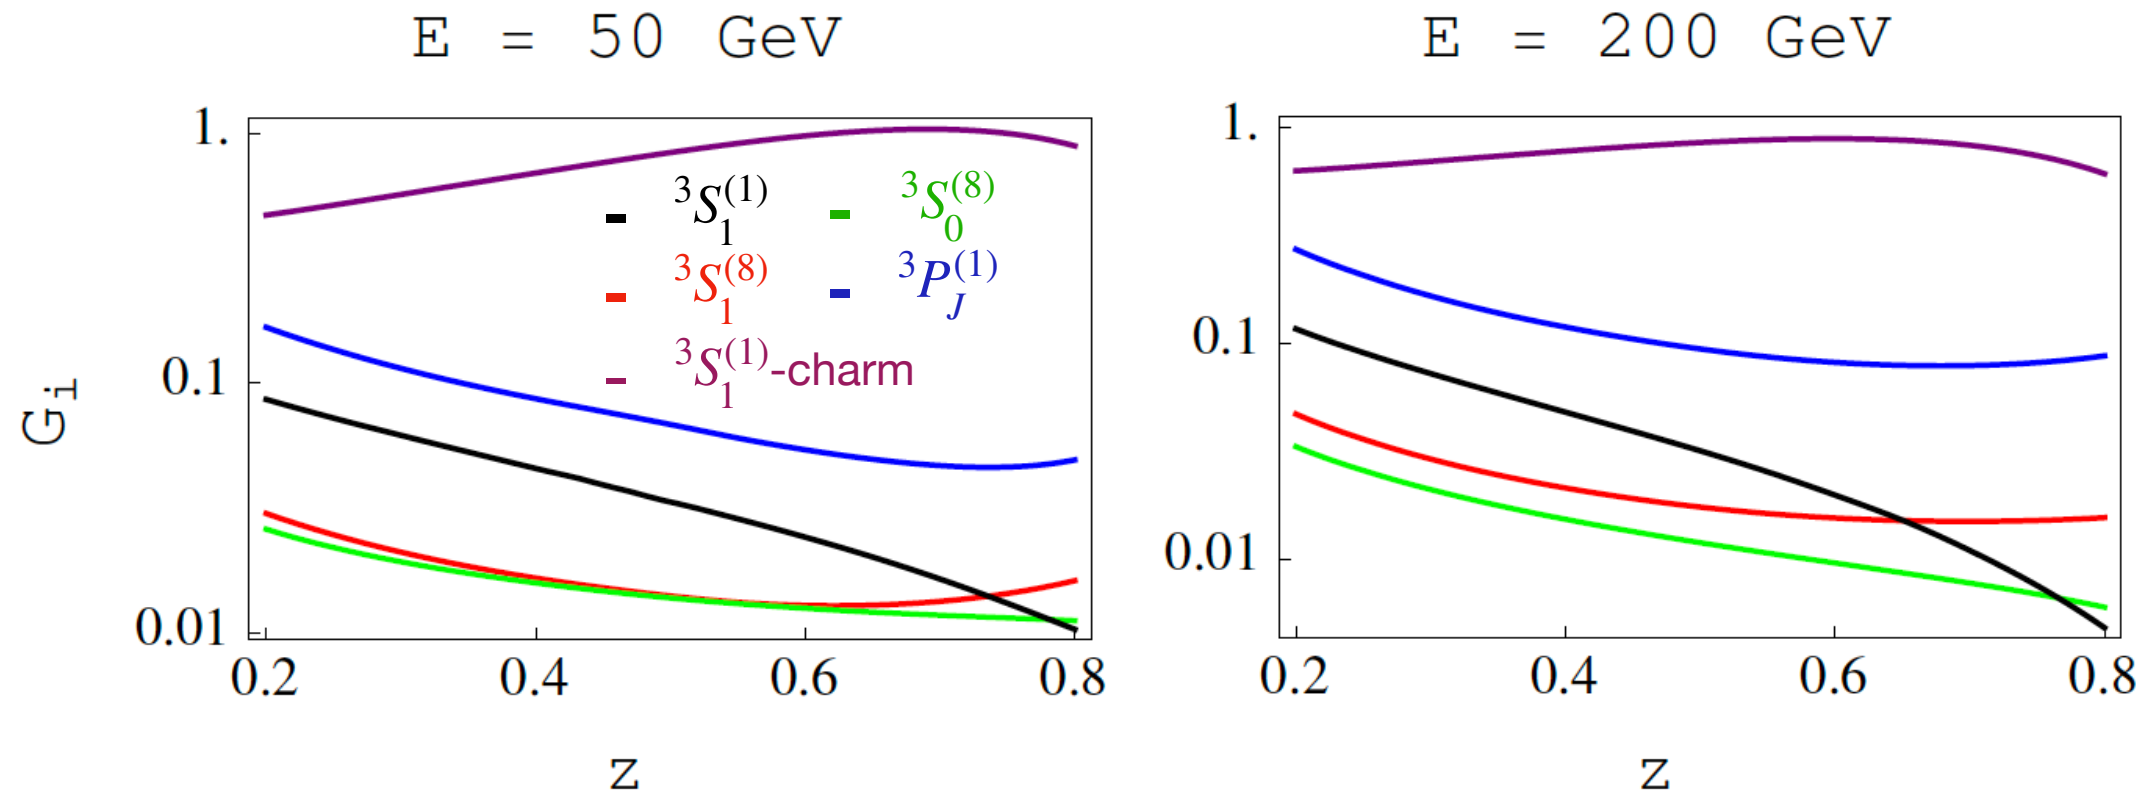 E = 50 GeV
E = 200 GeV
1.
0.1
0.01
G_i
³S₁⁽¹⁾
³S₀⁽⁸⁾
³S₁⁽⁸⁾
³P_J⁽¹⁾
³S₁⁽¹⁾-charm
0.2 0.4 0.6 0.8
z
1.
0.1
0.01
0.2 0.4 0.6 0.8
z